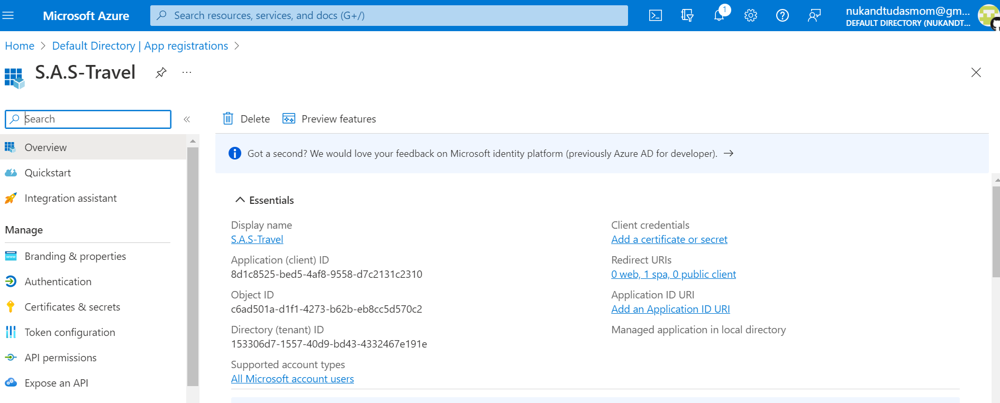 Microsoft Azure
Search resources, services, and docs (G+/)
1
nukandtudasmom@gm...
DEFAULT DIRECTORY (NUKANDT...
Home > Default Directory | App registrations >
S.A.S-Travel
...
Search
«
Delete
Preview features
Overview
Quickstart
Integration assistant
Manage
Branding & properties
Authentication
Certificates & secrets
Token configuration
API permissions
Expose an API
Got a second? We would love your feedback on Microsoft identity platform (previously Azure AD for developer). →
Essentials
Display name
S.A.S-Travel
Application (client) ID
8d1c8525-bed5-4af8-9558-d7c2131c2310
Object ID
c6ad501a-d1f1-4273-b62b-eb8cc5d570c2
Directory (tenant) ID
153306d7-1557-40d9-bd43-4332467e191e
Supported account types
All Microsoft account users
Client credentials
Add a certificate or secret
Redirect URIs
0 web, 1 spa, 0 public client
Application ID URI
Add an Application ID URI
Managed application in local directory